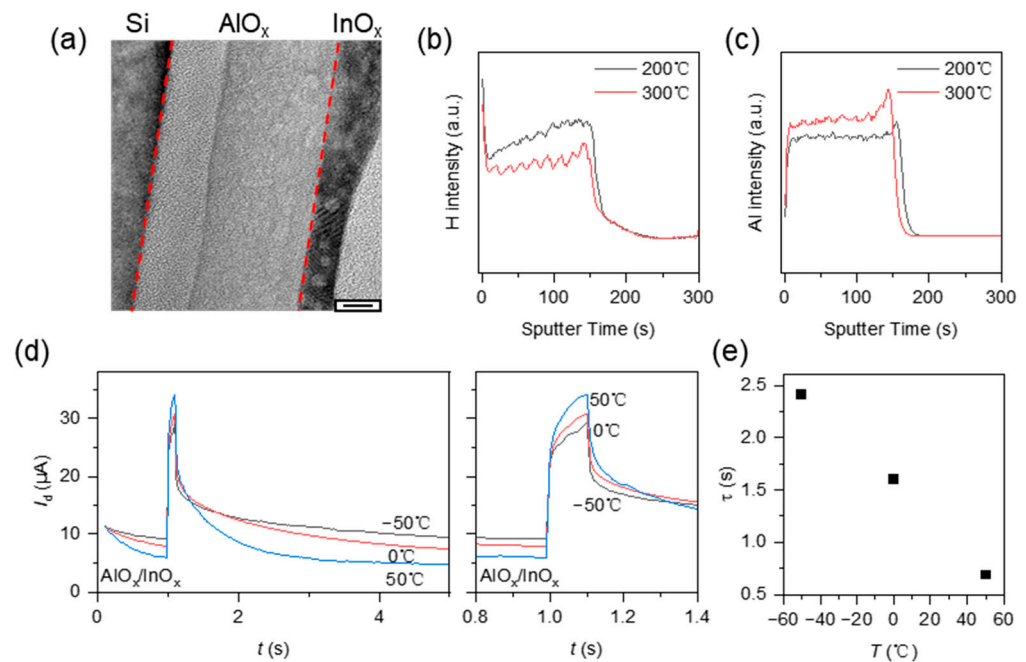 (a)
Si AlOx InOx
(b)
200℃
300℃
H intensity (a.u.)
0 100 200 300
Sputter Time (s)
(c)
200℃
300℃
Al intensity (a.u.)
0 100 200 300
Sputter Time (s)
(d)
Id (μA)
30
20
10
0
−50℃
0℃
50℃
AlOx/InOx
0 2 4
t (s)
50℃
0℃
−50℃
AlOx/InOx
0.8 1.0 1.2 1.4
t (s)
(e)
τ (s)
2.5
2.0
1.5
1.0
0.5
−60 −40 −20 0 20 40 60
T (℃)